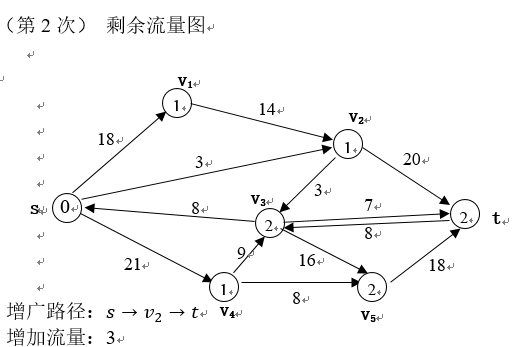 （第 2 次） 剩余流量图
v₁
1
14
v₂
18
1
3
20
3
v₃
s
0
8
7
2
t
2
8
9
16
21
18
1
8
2
v₄
v₅
增广路径：s → v₂ → t
增加流量：3